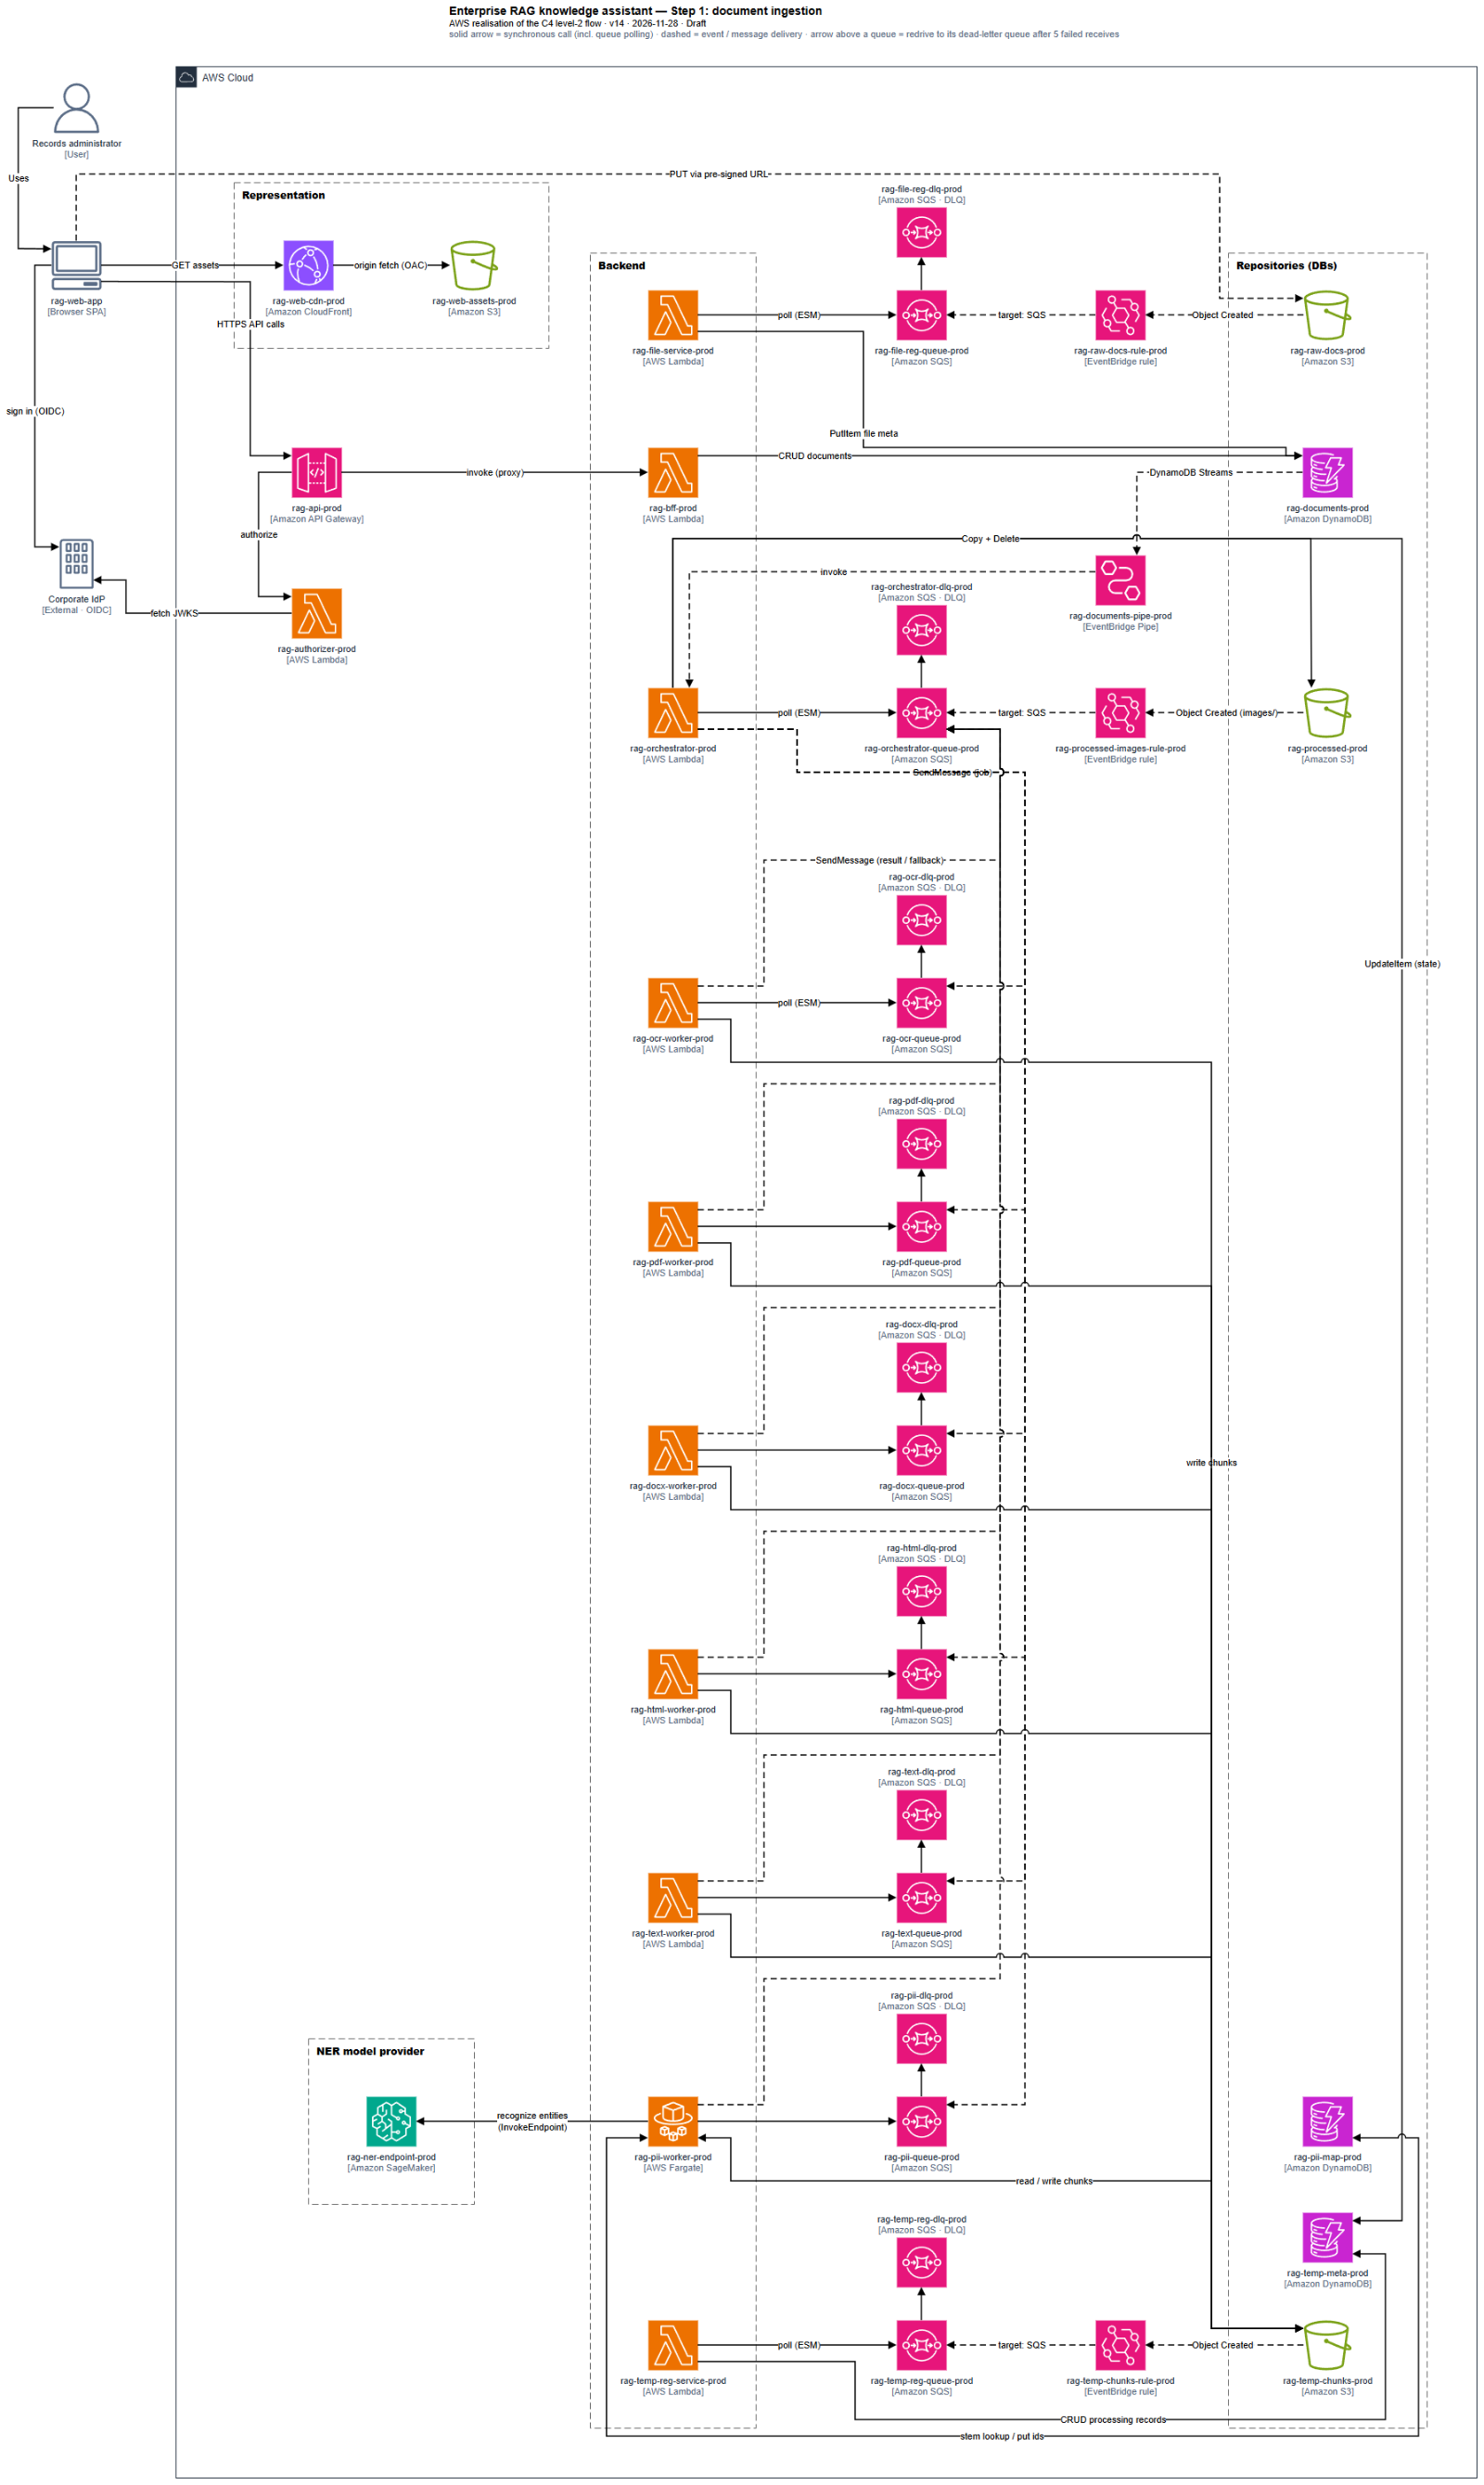 Enterprise RAG knowledge assistant — Step 1: document ingestion
AWS realisation of the C4 level-2 flow · v14 · 2026-11-28 · Draft
solid arrow = synchronous call (incl. queue polling) · dashed = event / message delivery · arrow above a queue = redrive to its dead-letter queue after 5 failed receives
AWS Cloud
Records administrator
[User]
Uses
PUT via pre-signed URL
Representation
rag-file-reg-dlq-prod
[Amazon SQS · DLQ]
Backend
Repositories (DBs)
GET assets
origin fetch (OAC)
rag-web-app
[Browser SPA]
rag-web-cdn-prod
[Amazon CloudFront]
rag-web-assets-prod
[Amazon S3]
HTTPS API calls
poll (ESM)
target: SQS
Object Created
rag-file-service-prod
[AWS Lambda]
rag-file-reg-queue-prod
[Amazon SQS]
rag-raw-docs-rule-prod
[EventBridge rule]
rag-raw-docs-prod
[Amazon S3]
sign in (OIDC)
PutItem file meta
CRUD documents
invoke (proxy)
DynamoDB Streams
rag-api-prod
[Amazon API Gateway]
rag-bff-prod
[AWS Lambda]
rag-documents-prod
[Amazon DynamoDB]
authorize
Copy + Delete
invoke
rag-orchestrator-dlq-prod
[Amazon SQS · DLQ]
Corporate IdP
[External · OIDC]
fetch JWKS
rag-documents-pipe-prod
[EventBridge Pipe]
rag-authorizer-prod
[AWS Lambda]
poll (ESM)
target: SQS
Object Created (images/)
rag-orchestrator-prod
[AWS Lambda]
rag-orchestrator-queue-prod
[Amazon SQS]
rag-processed-images-rule-prod
[EventBridge rule]
rag-processed-prod
[Amazon S3]
SendMessage (job)
SendMessage (result / fallback)
rag-ocr-dlq-prod
[Amazon SQS · DLQ]
UpdateItem (state)
poll (ESM)
rag-ocr-worker-prod
[AWS Lambda]
rag-ocr-queue-prod
[Amazon SQS]
rag-pdf-dlq-prod
[Amazon SQS · DLQ]
rag-pdf-worker-prod
[AWS Lambda]
rag-pdf-queue-prod
[Amazon SQS]
rag-docx-dlq-prod
[Amazon SQS · DLQ]
write chunks
rag-docx-worker-prod
[AWS Lambda]
rag-docx-queue-prod
[Amazon SQS]
rag-html-dlq-prod
[Amazon SQS · DLQ]
rag-html-worker-prod
[AWS Lambda]
rag-html-queue-prod
[Amazon SQS]
rag-text-dlq-prod
[Amazon SQS · DLQ]
rag-text-worker-prod
[AWS Lambda]
rag-text-queue-prod
[Amazon SQS]
rag-pii-dlq-prod
[Amazon SQS · DLQ]
NER model provider
recognize entities
(InvokeEndpoint)
rag-ner-endpoint-prod
[Amazon SageMaker]
rag-pii-worker-prod
[AWS Fargate]
rag-pii-queue-prod
[Amazon SQS]
rag-pii-map-prod
[Amazon DynamoDB]
read / write chunks
rag-temp-reg-dlq-prod
[Amazon SQS · DLQ]
rag-temp-meta-prod
[Amazon DynamoDB]
poll (ESM)
target: SQS
Object Created
rag-temp-reg-service-prod
[AWS Lambda]
rag-temp-reg-queue-prod
[Amazon SQS]
rag-temp-chunks-rule-prod
[EventBridge rule]
rag-temp-chunks-prod
[Amazon S3]
CRUD processing records
stem lookup / put ids